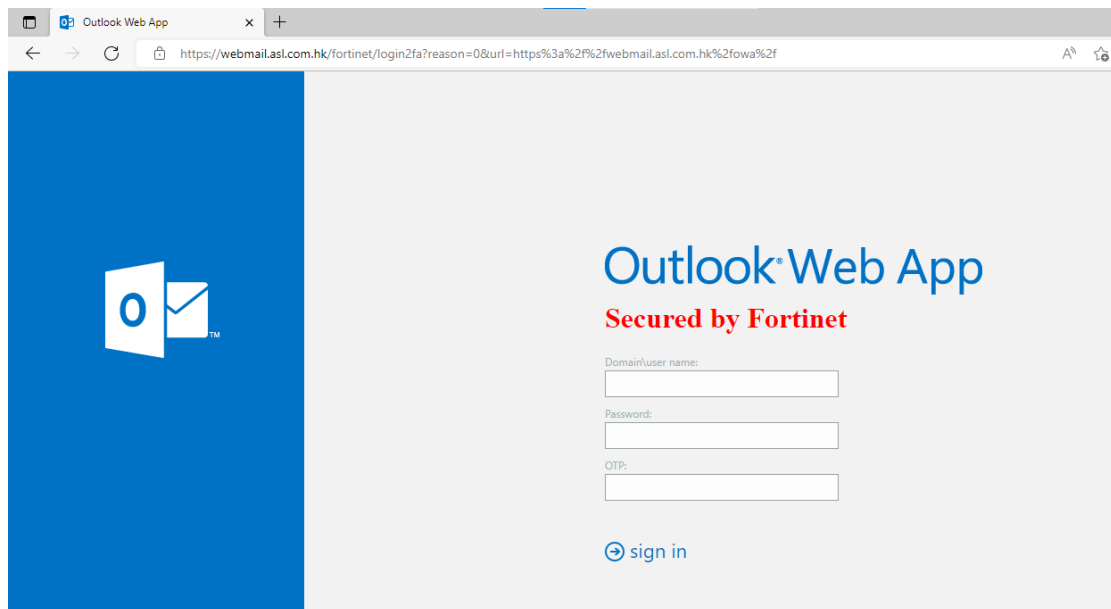 Outlook Web App
https://webmail.asl.com.hk/fortinet/login2fa?reason=0&url=https%3a%2f%2fwebmail.asl.com.hk%2fowa%2f
Outlook® Web App
Secured by Fortinet
Domain\user name:
Password:
OTP:
sign in